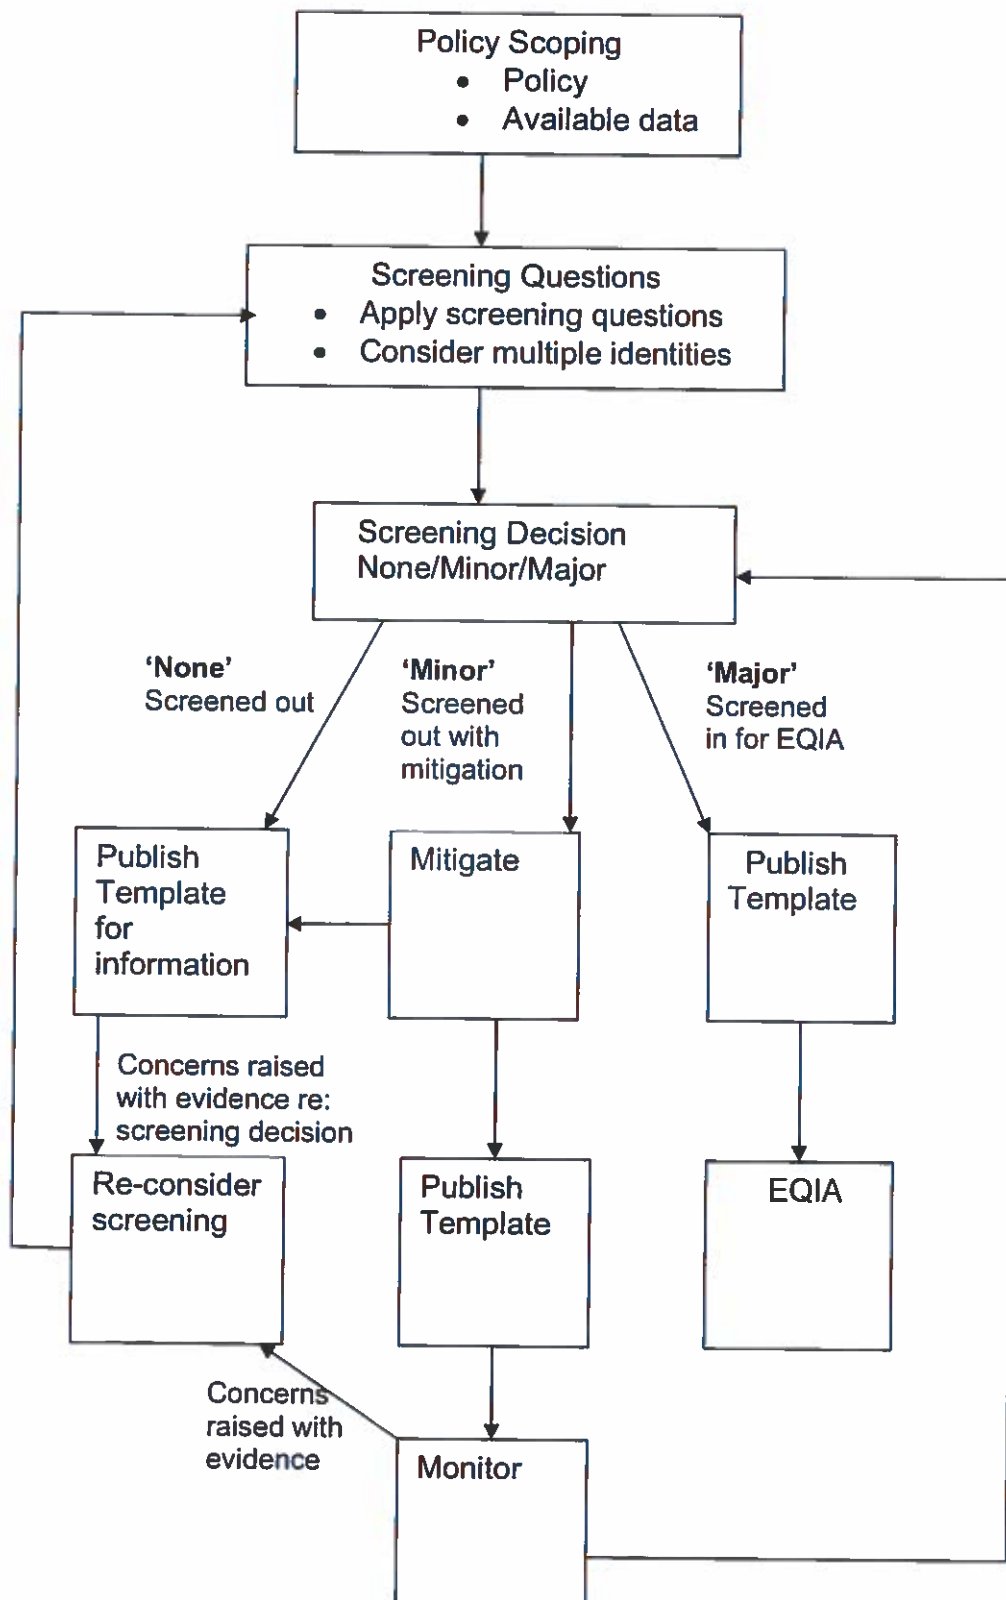 Policy Scoping
• Policy
• Available data
Screening Questions
• Apply screening questions
• Consider multiple identities
Screening Decision
None/Minor/Major
‘None’
Screened out
‘Minor’
Screened
out with
mitigation
‘Major’
Screened
in for EQIA
Publish
Template
for
information
Mitigate
Publish
Template
Concerns raised
with evidence re:
screening decision
Re-consider
screening
Publish
Template
EQIA
Concerns
raised with
evidence
Monitor